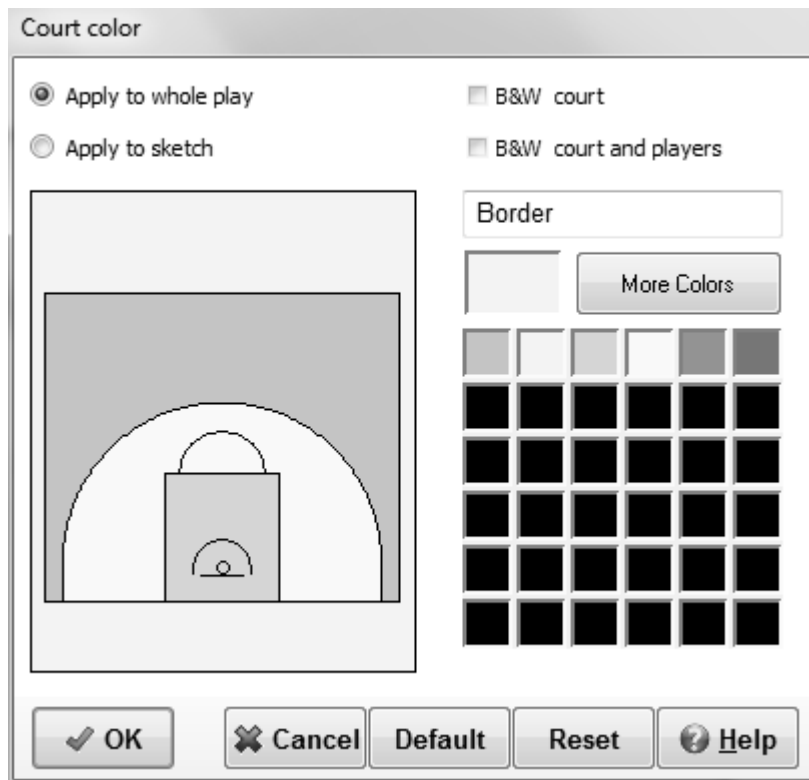 Court color
Apply to whole play
B&W court
Apply to sketch
B&W court and players
Border
More Colors
OK
Cancel
Default
Reset
Help